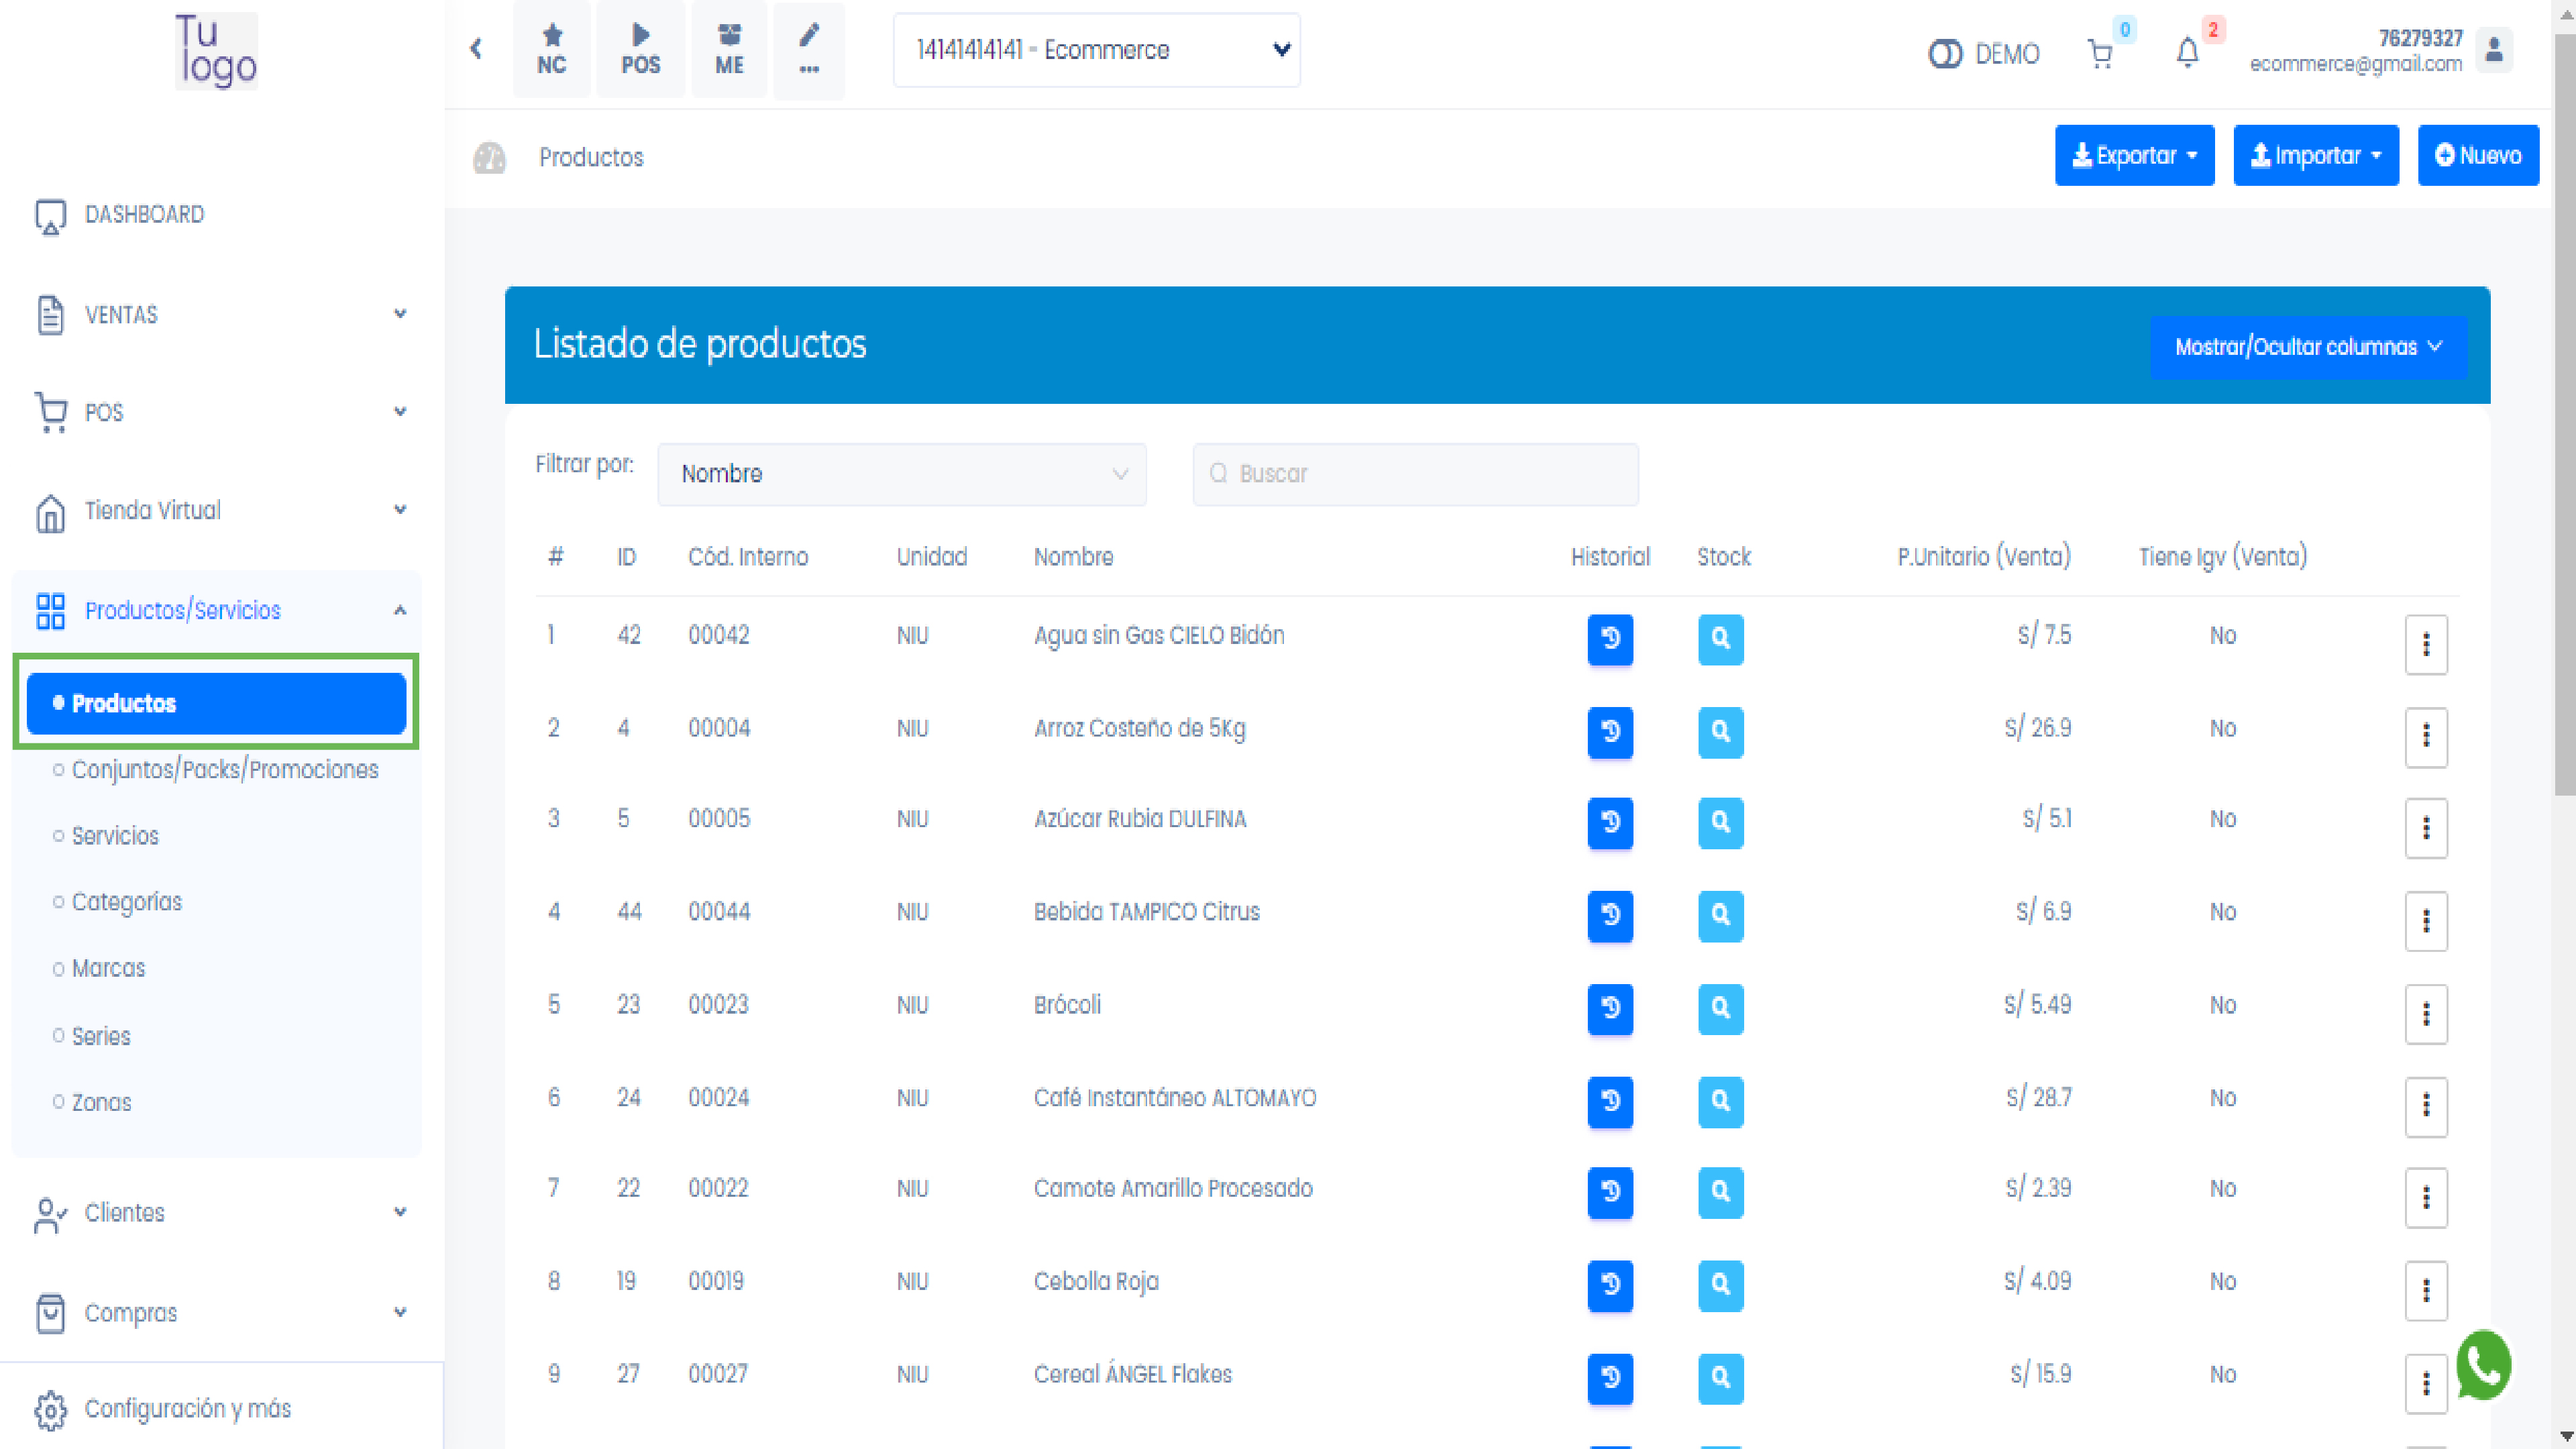 Tu
logo
NC
POS
ME
...
14141414141 - Ecommerce
DEMO
0
2
76279327
ecommerce@gmail.com
Productos
Exportar
Importar
Nuevo
DASHBOARD
VENTAS
POS
Tienda Virtual
Productos/Servicios
Productos
Conjuntos/Packs/Promociones
Servicios
Categorías
Marcas
Series
Zonas
Clientes
Compras
Configuración y más
Listado de productos
Mostrar/Ocultar columnas
Filtrar por:
Nombre
Buscar
# ID Cód. Interno Unidad Nombre Historial Stock P.Unitario (Venta) Tiene Igv (Venta)
1 42 00042 NIU Agua sin Gas CIELO Bidón S/ 7.5 No
2 4 00004 NIU Arroz Costeño de 5Kg S/ 26.9 No
3 5 00005 NIU Azúcar Rubia DULFINA S/ 5.1 No
4 44 00044 NIU Bebida TAMPICO Citrus S/ 6.9 No
5 23 00023 NIU Brócoli S/ 5.49 No
6 24 00024 NIU Café Instantáneo ALTOMAYO S/ 28.7 No
7 22 00022 NIU Camote Amarillo Procesado S/ 2.39 No
8 19 00019 NIU Cebolla Roja S/ 4.09 No
9 27 00027 NIU Cereal ÁNGEL Flakes S/ 15.9 No